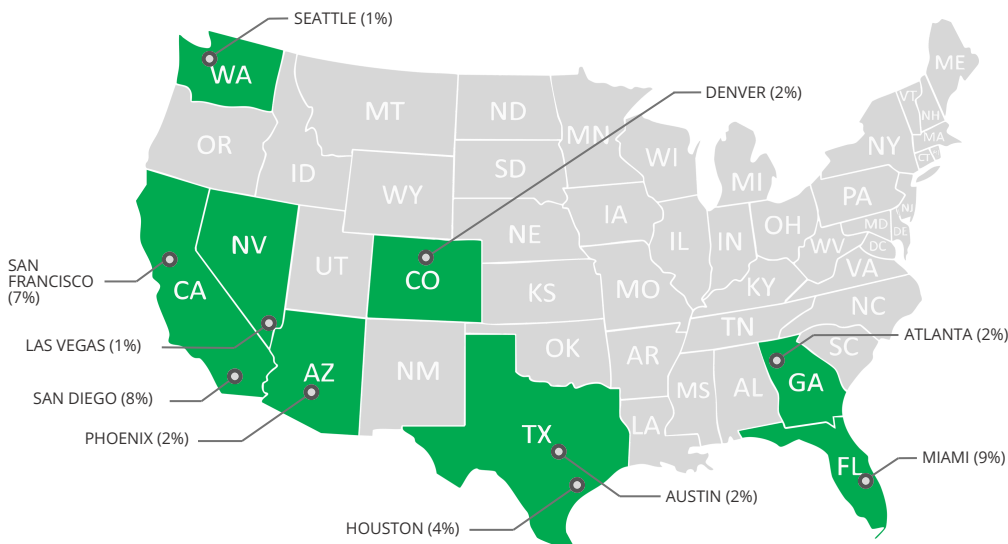 SEATTLE (1%)
WA
ME
MT
ND
DENVER (2%)
VT
NH
OR
MN
MA
ID
SD
WI
NY
CT
WY
MI
PA
IA
NJ
NE
OH
MD
DE
NV
IL
IN
WV
DC
UT
CO
VA
SAN
FRANCISCO
(7%)
CA
KS
MO
KY
NC
TN
LAS VEGAS (1%)
OK
AR
SC
ATLANTA (2%)
AZ
NM
MS
AL
GA
SAN DIEGO (8%)
PHOENIX (2%)
TX
LA
FL
MIAMI (9%)
AUSTIN (2%)
HOUSTON (4%)